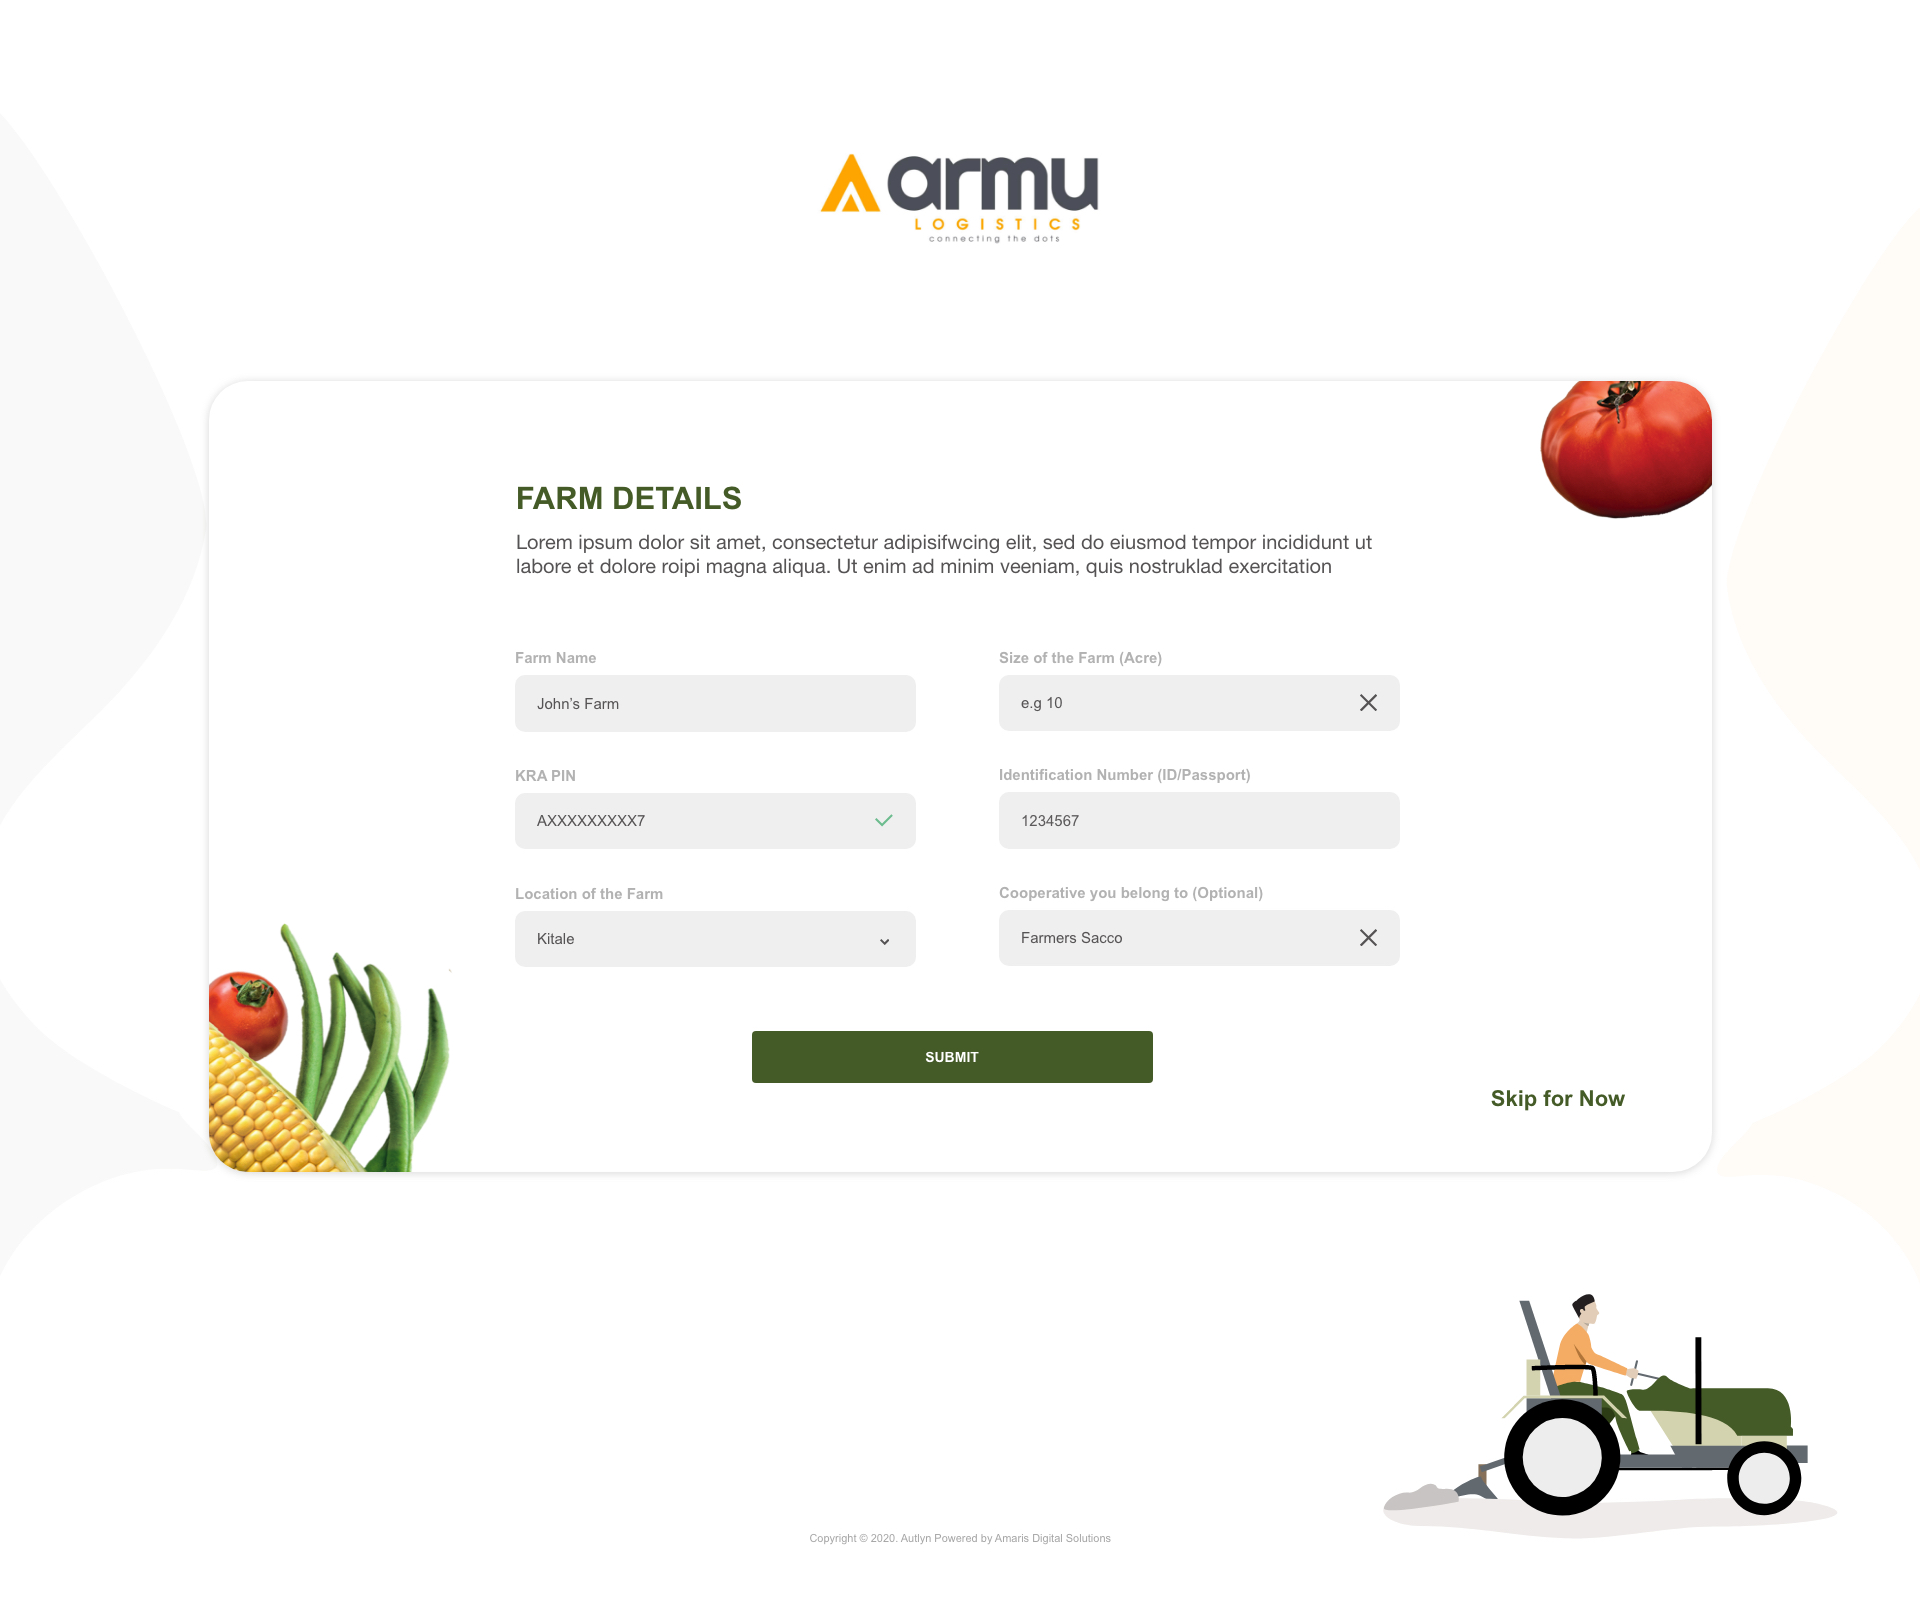 armu
LOGISTICS
connecting the dots
FARM DETAILS
Lorem ipsum dolor sit amet, consectetur adipisifwcing elit, sed do eiusmod tempor incididunt ut
labore et dolore roipi magna aliqua. Ut enim ad minim veeniam, quis nostruklad exercitation
Farm Name
John’s Farm
Size of the Farm (Acre)
e.g 10
KRA PIN
AXXXXXXXXX7
Identification Number (ID/Passport)
1234567
Location of the Farm
Kitale
Cooperative you belong to (Optional)
Farmers Sacco
SUBMIT
Skip for Now
Copyright © 2020. Autlyn Powered by Amaris Digital Solutions